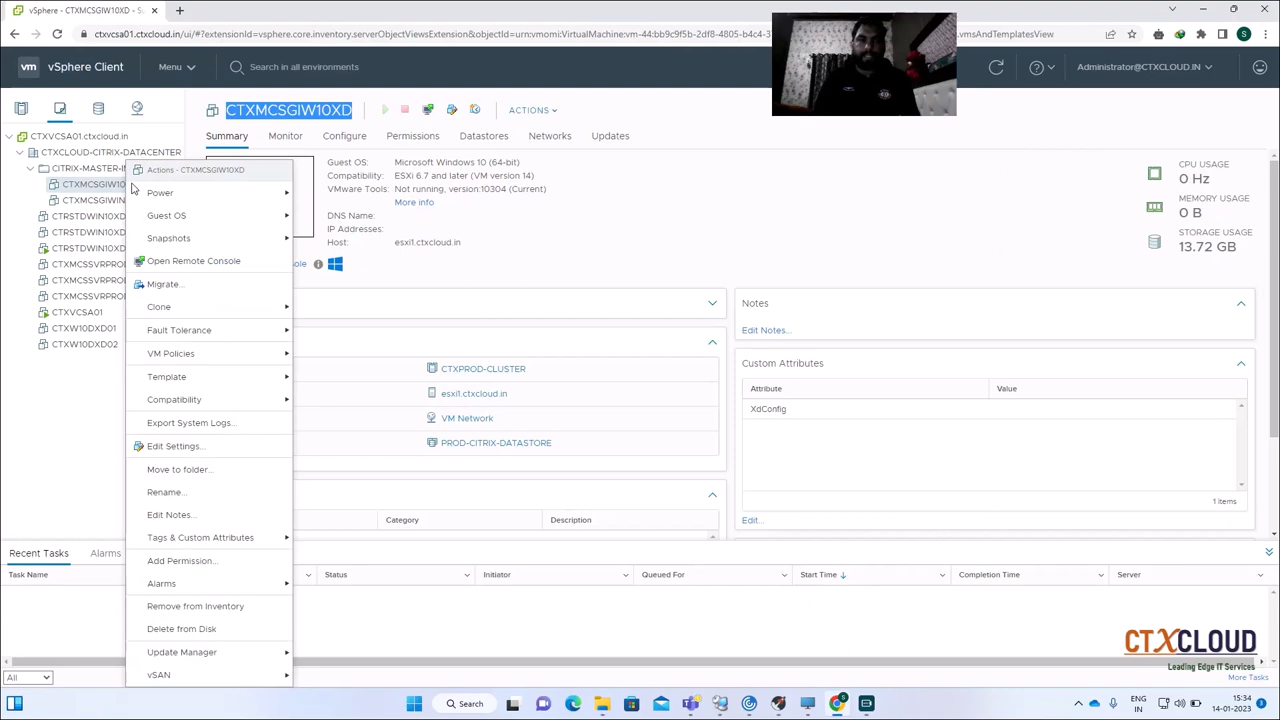 vSphere - CTXMCSGIW10XD - Su
ctxvcsa01.ctxcloud.in/ui/#?extensionId=vsphere.core.inventory.serverObjectViewsExtension&objectId=urn:vmomi:VirtualMachine:vm-44:bb9c9f5b-2df8-4805-b5c4-
.vmsAndTemplatesView
vm vSphere Client Menu Search in all environments Administrator@CTXCLOUD.IN
CTXMCSGIW10XD ACTIONS
CTXVCSA01.ctxcloud.in
Summary Monitor Configure Permissions Datastores Networks Updates
CTXCLOUD-CITRIX-DATACENTER
CITRIX-MASTER-I
CTXMCSGIW10
CTXMCSGIWIN
CTRSTDWIN10XD
CTRSTDWIN10XD
CTRSTDWIN10XD
CTXMCSSVRPROD
CTXMCSSVRPROD
CTXMCSSVRPROD
CTXVCSA01
CTXW10DXD01
CTXW10DXD02
Actions - CTXMCSGIW10XD
Power
Guest OS
Snapshots
Open Remote Console
Migrate...
Clone
Fault Tolerance
VM Policies
Template
Compatibility
Export System Logs...
Edit Settings...
Move to folder...
Rename...
Edit Notes...
Tags & Custom Attributes
Add Permission...
Alarms
Remove from Inventory
Delete from Disk
Update Manager
vSAN
Guest OS: Microsoft Windows 10 (64-bit)
Compatibility: ESXi 6.7 and later (VM version 14)
VMware Tools: Not running, version:10304 (Current)
More info
DNS Name:
IP Addresses:
Host: esxi1.ctxcloud.in
CPU USAGE
0 Hz
MEMORY USAGE
0 B
STORAGE USAGE
13.72 GB
CTXPROD-CLUSTER
esxi1.ctxcloud.in
VM Network
PROD-CITRIX-DATASTORE
Category Description
Notes
Edit Notes...
Custom Attributes
Attribute Value
XdConfig
1 items
Edit...
Recent Tasks Alarms
Task Name Status Initiator Queued For Start Time Completion Time Server
All
More Tasks
CTXCLOUD
Leading Edge IT Services
Search
ENG
IN
15:34
14-01-2023